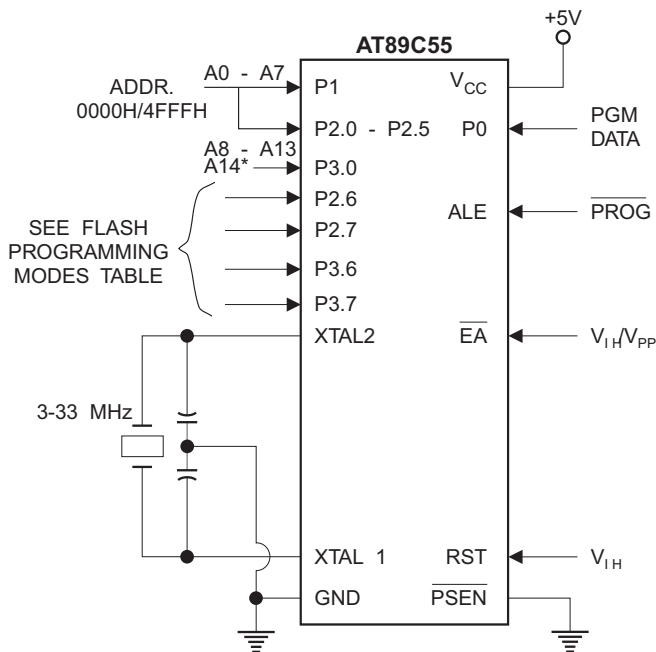 +5V
AT89C55
ADDR.
0000H/4FFFH
A0 - A7
P1
VCC
P2.0 - P2.5
P0
PGM
DATA
A8 - A13
A14*
P3.0
P2.6
ALE
PROG
SEE FLASH
PROGRAMMING
MODES TABLE
P2.7
P3.6
P3.7
XTAL2
EA
VIH/VPP
3-33 MHz
XTAL 1
RST
VIH
GND
PSEN